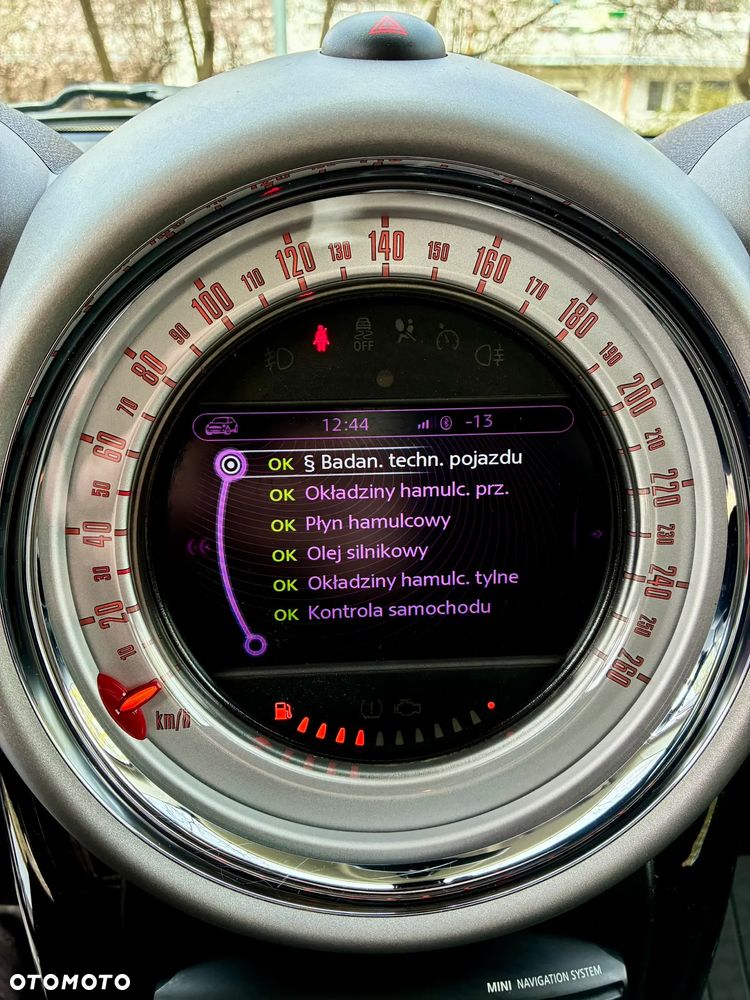 10
20
30
40
50
60
70
80
90
100
110
120
130
140
150
160
170
180
190
200
210
220
230
240
250
260
km/h
OFF
12:44 -13
OK § Badan. techn. pojazdu
OK Okładziny hamulc. prz.
OK Płyn hamulcowy
OK Olej silnikowy
OK Okładziny hamulc. tylne
OK Kontrola samochodu
MINI NAVIGATION SYSTEM
OTOMOTO